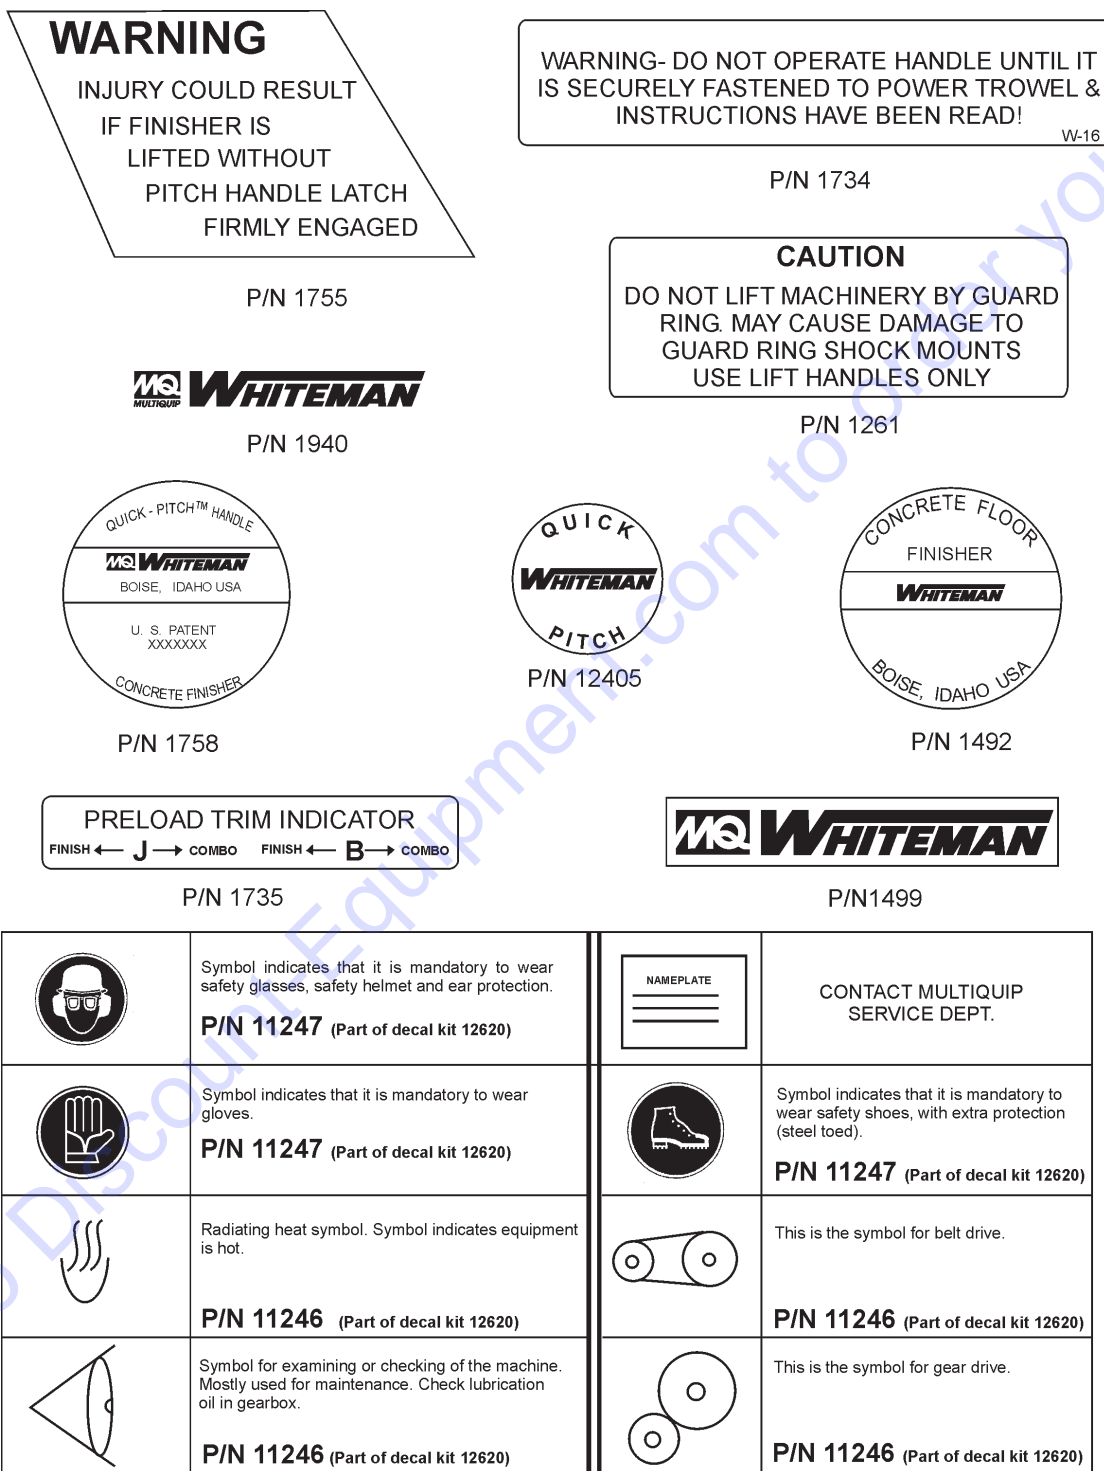 WARNING
INJURY COULD RESULT
IF FINISHER IS
LIFTED WITHOUT
PITCH HANDLE LATCH
FIRMLY ENGAGED
P/N 1755
WARNING- DO NOT OPERATE HANDLE UNTIL IT
IS SECURELY FASTENED TO POWER TROWEL &
INSTRUCTIONS HAVE BEEN READ!
W-16
P/N 1734
CAUTION
DO NOT LIFT MACHINERY BY GUARD
RING. MAY CAUSE DAMAGE TO
GUARD RING SHOCK MOUNTS
USE LIFT HANDLES ONLY
P/N 1261
MQ WHITEMAN
MULTIQUIP
P/N 1940
QUICK - PITCH™ HANDLE
MQ WHITEMAN
BOISE, IDAHO USA
U. S. PATENT
XXXXXXX
CONCRETE FINISHER
P/N 1758
QUICK
WHITEMAN
PITCH
P/N 12405
CONCRETE FLOOR
FINISHER
WHITEMAN
BOISE, IDAHO USA
P/N 1492
PRELOAD TRIM INDICATOR
FINISH ← J → COMBO FINISH ← B → COMBO
P/N 1735
MQ WHITEMAN
P/N1499
Symbol indicates that it is mandatory to wear
safety glasses, safety helmet and ear protection.
P/N 11247 (Part of decal kit 12620)
NAMEPLATE
CONTACT MULTIQUIP
SERVICE DEPT.
Symbol indicates that it is mandatory to wear
gloves.
P/N 11247 (Part of decal kit 12620)
Symbol indicates that it is mandatory to
wear safety shoes, with extra protection
(steel toed).
P/N 11247 (Part of decal kit 12620)
Radiating heat symbol. Symbol indicates equipment
is hot.
P/N 11246 (Part of decal kit 12620)
This is the symbol for belt drive.
P/N 11246 (Part of decal kit 12620)
Symbol for examining or checking of the machine.
Mostly used for maintenance. Check lubrication
oil in gearbox.
P/N 11246 (Part of decal kit 12620)
This is the symbol for gear drive.
P/N 11246 (Part of decal kit 12620)
Discount-Equipment.com to order you